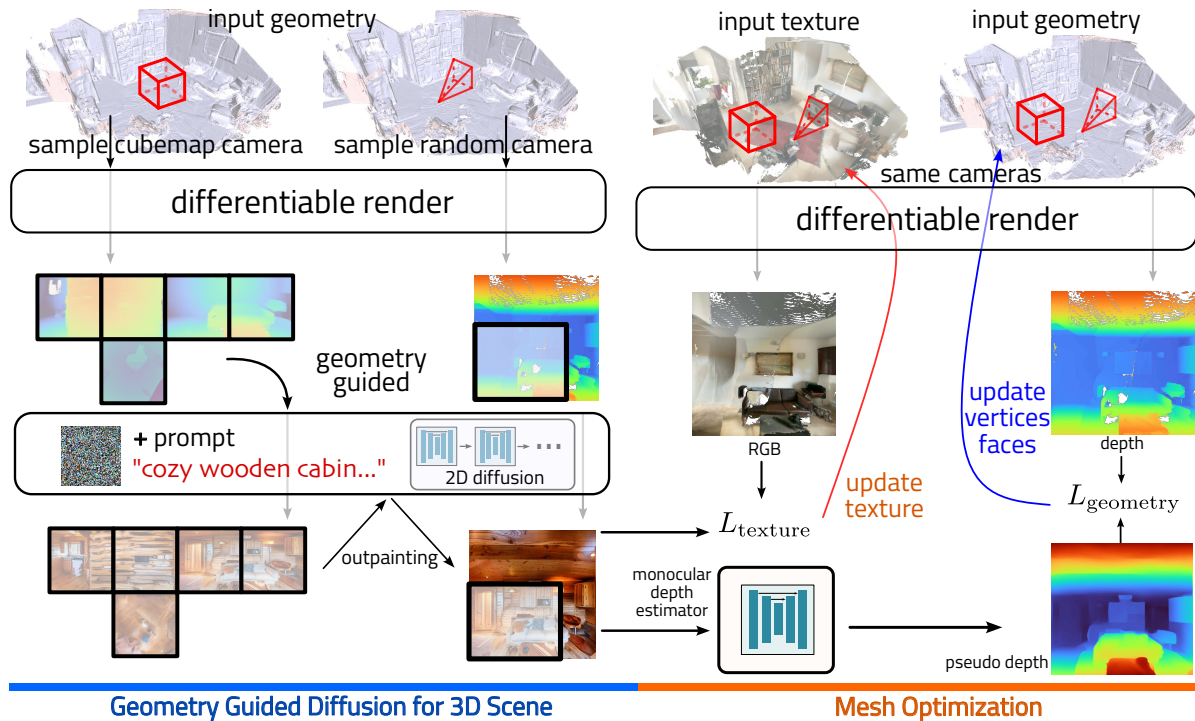 input geometry
sample cubemap camera
sample random camera
differentiable render
geometry
guided
+ prompt
"cozy wooden cabin..."
2D diffusion
outpainting
Geometry Guided Diffusion for 3D Scene
input texture
input geometry
same cameras
differentiable render
RGB
depth
update
vertices
faces
update
texture
L_texture
L_geometry
monocular
depth
estimator
pseudo depth
Mesh Optimization